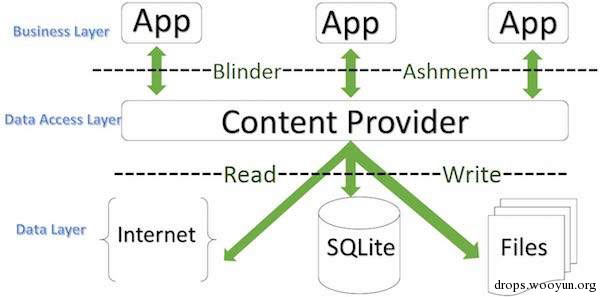 Business Layer
App App App
Blinder Ashmem
Data Access Layer
Content Provider
Read Write
Data Layer
Internet
SQLite
Files
drops.wooyun.org